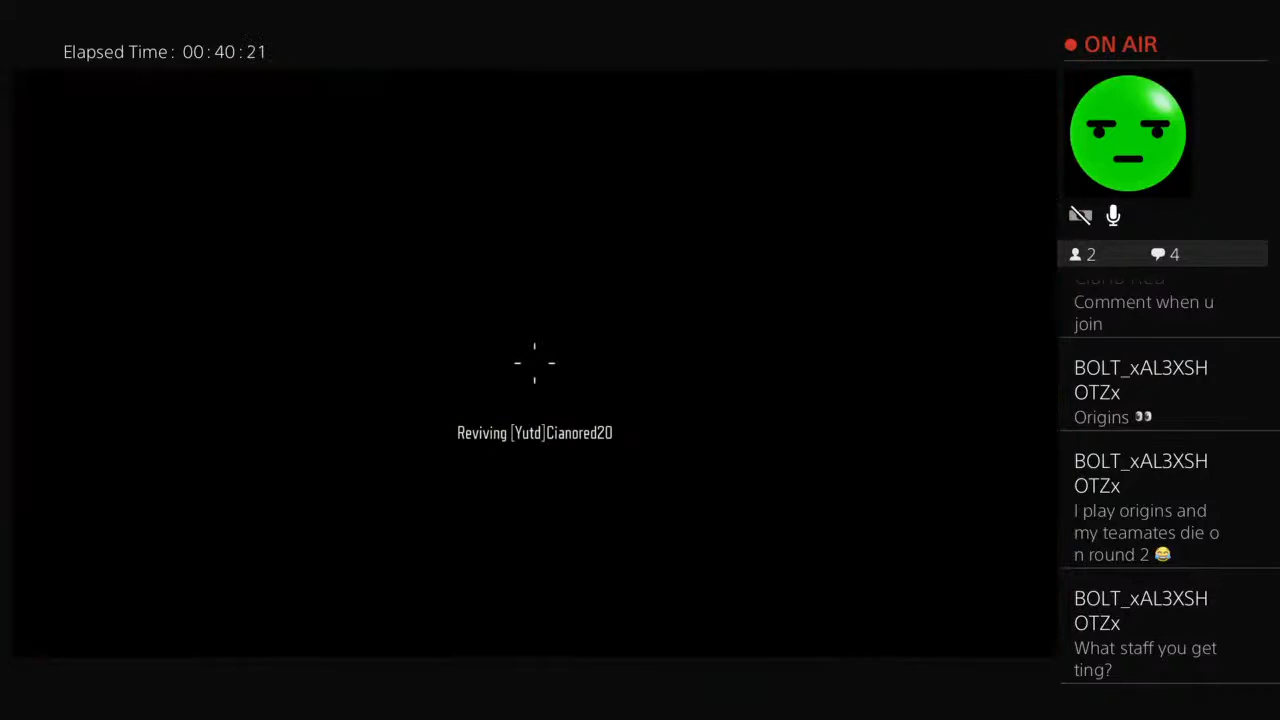 Elapsed Time: 00:40:21
ON AIR
2
4
Comment when u
join
BOLT_xAL3XSH
OTZx
Origins 👀
BOLT_xAL3XSH
OTZx
I play origins and
my teamates die o
n round 2 😂
BOLT_xAL3XSH
OTZx
What staff you get
ting?
Reviving [Yutd]Cianored20